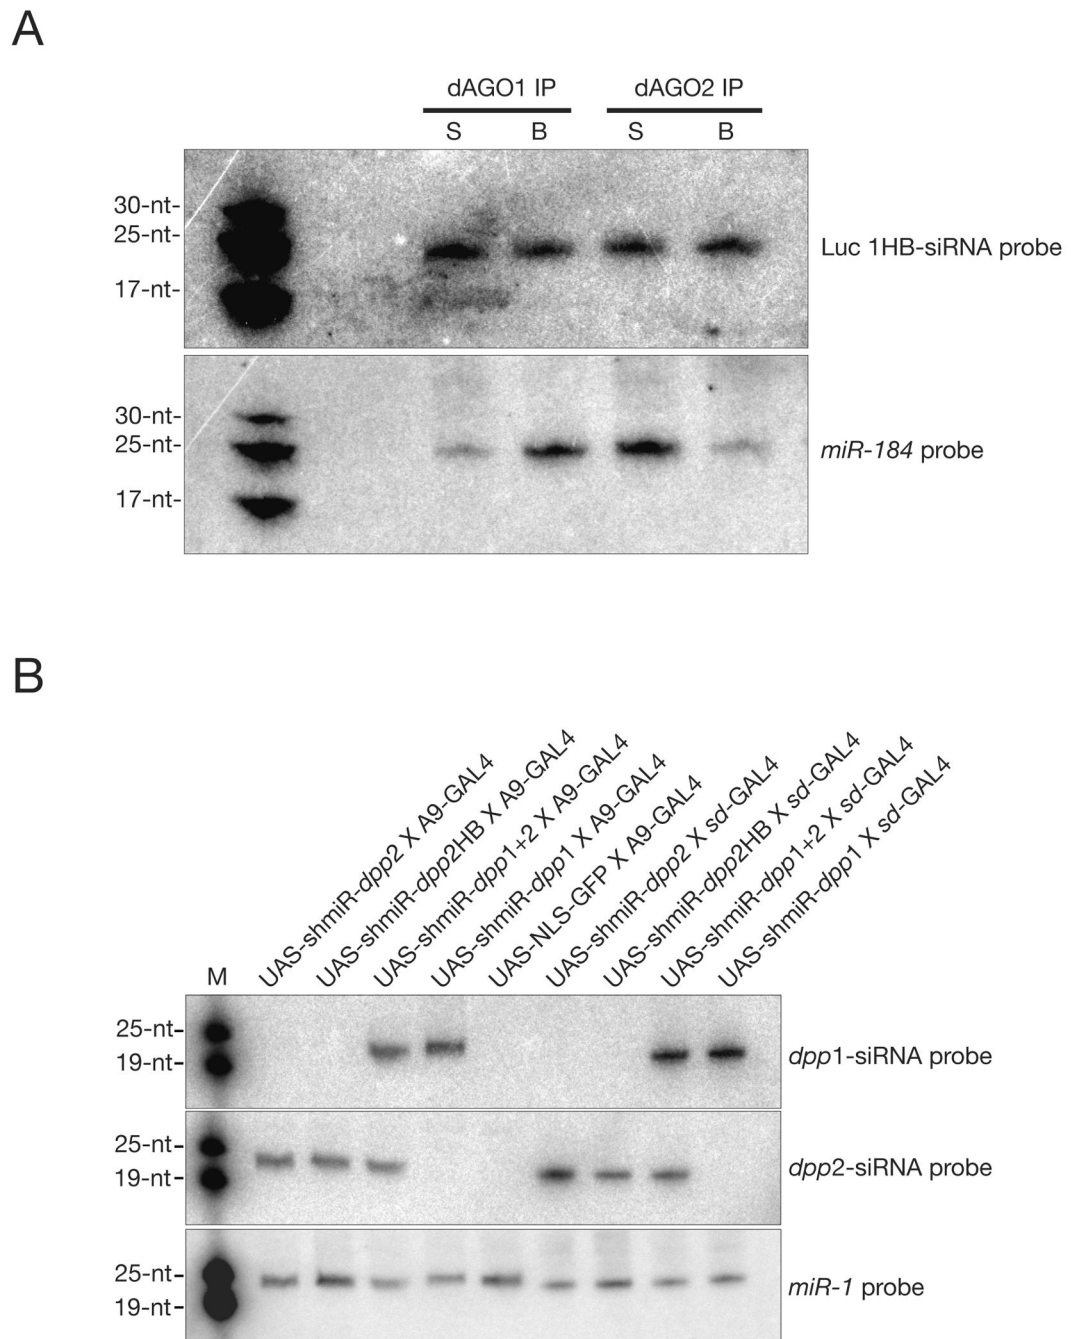 A
dAGO1 IP dAGO2 IP
S B S B
30-nt-
25-nt-
Luc 1HB-siRNA probe
17-nt-
30-nt-
25-nt-
miR-184 probe
17-nt-
B
UAS-shmiR-dpp2 X A9-GAL4
UAS-shmiR-dpp2HB X A9-GAL4
UAS-shmiR-dpp1+2 X A9-GAL4
UAS-shmiR-dpp1 X A9-GAL4
UAS-NLS-GFP X A9-GAL4
UAS-shmiR-dpp2 X sd-GAL4
UAS-shmiR-dpp2HB X sd-GAL4
UAS-shmiR-dpp1+2 X sd-GAL4
UAS-shmiR-dpp1 X sd-GAL4
M
25-nt-
19-nt-
dpp1-siRNA probe
25-nt-
19-nt-
dpp2-siRNA probe
25-nt-
19-nt-
miR-1 probe